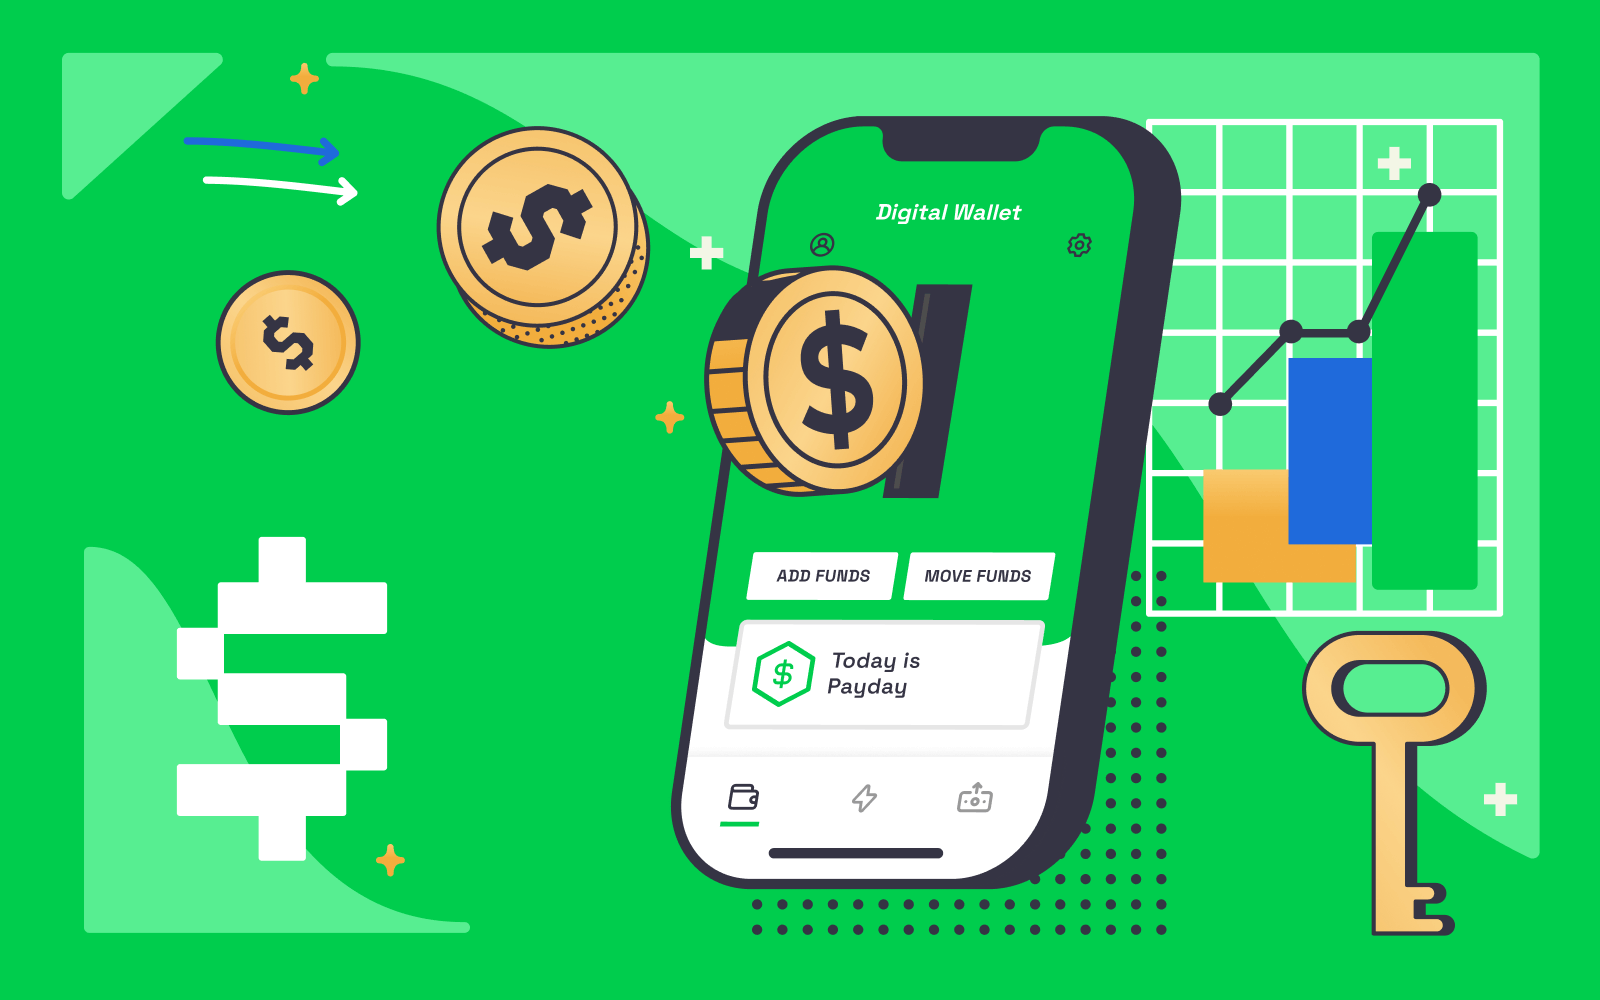 Digital Wallet
$
$
$
ADD FUNDS
MOVE FUNDS
$
Today is
Payday
$